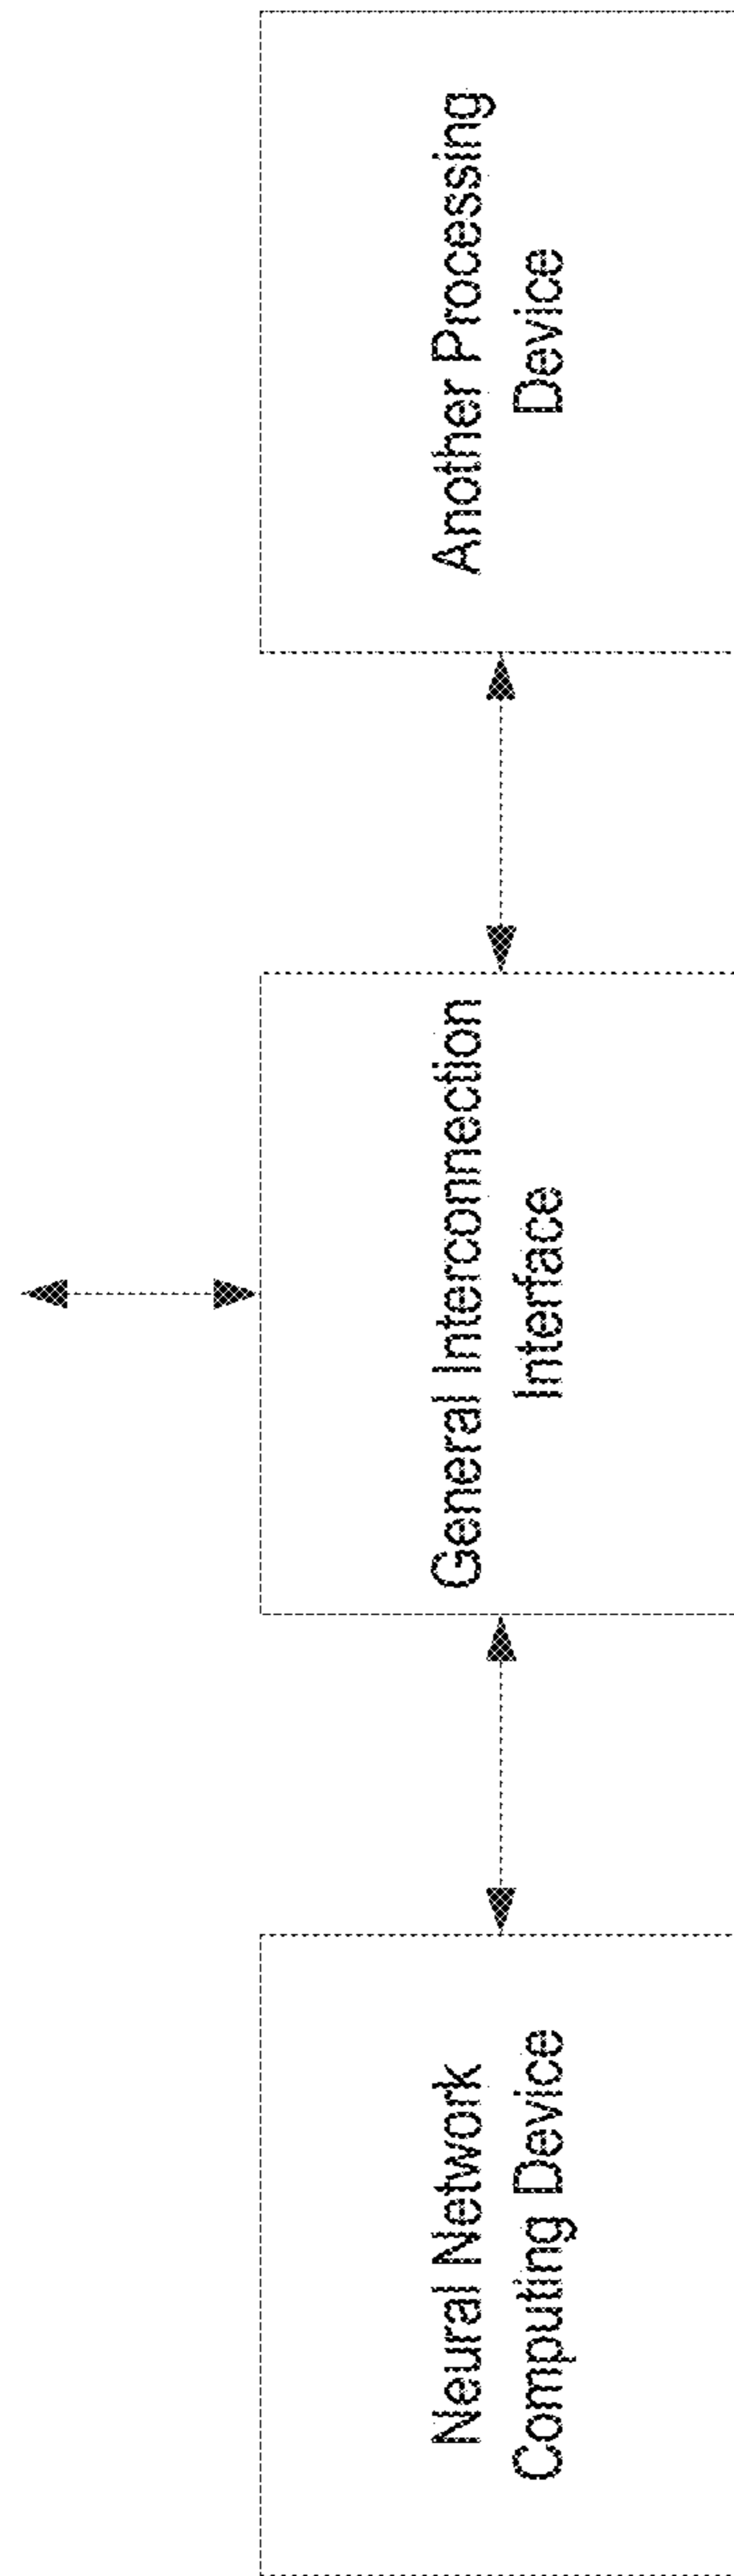 Neural Network
Computing Device
General Interconnection
Interface
Another Processing
Device